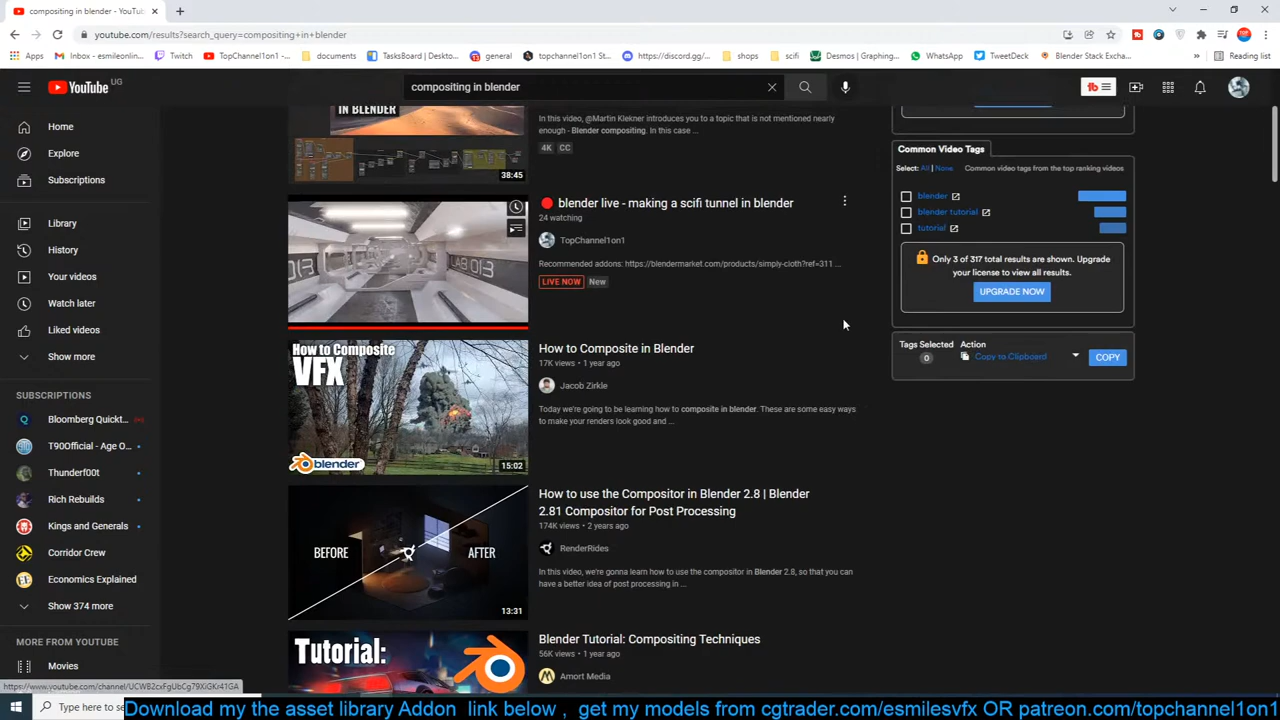 compositing in blender - YouTu
youtube.com/results?search_query=compositing+in+blender
Apps
Inbox - esmileonlin...
Twitch
TopChannel1on1 -...
documents
TasksBoard | Deskto...
general
topchannel1on1 St...
https://discord.gg/...
shops
scifi
Desmos | Graphing...
WhatsApp
TweetDeck
Blender Stack Excha...
Reading list
YouTube UG
compositing in blender
Home
Explore
Subscriptions
Library
History
Your videos
Watch later
Liked videos
Show more
SUBSCRIPTIONS
Bloomberg Quickt...
T90Official - Age O...
Thunderf00t
Rich Rebuilds
Kings and Generals
Corridor Crew
Economics Explained
Show 374 more
MORE FROM YOUTUBE
Movies
https://www.youtube.com/channel/UCWB2cxFgUbCg79XiGKr41GA
IN BLENDER
38:45
In this video, @Martin Klekner introduces you to a topic that is not mentioned nearly
enough - Blender compositing. In this case ...
4K CC
LAB 013
blender live - making a scifi tunnel in blender
24 watching
TopChannel1on1
Recommended addons: https://blendermarket.com/products/simply-cloth?ref=311 ...
LIVE NOW New
How to Composite
VFX
blender
15:02
How to Composite in Blender
17K views • 1 year ago
Jacob Zirkle
Today we're going to be learning how to composite in blender. These are some easy ways
to make your renders look good and ...
BEFORE
AFTER
13:31
How to use the Compositor in Blender 2.8 | Blender
2.81 Compositor for Post Processing
174K views • 2 years ago
RenderRides
In this video, we're gonna learn how to use the compositor in Blender 2.8, so that you can
have a better idea of post processing in ...
Tutorial:
Blender Tutorial: Compositing Techniques
56K views • 1 year ago
Amort Media
Common Video Tags
Select: All | None Common video tags from the top ranking videos
blender
blender tutorial
tutorial
Only 3 of 317 total results are shown. Upgrade
your license to view all results.
UPGRADE NOW
Tags Selected
0
Action
Copy to Clipboard
COPY
Type here to se
Download my the asset library Addon link below , get my models from cgtrader.com/esmilesvfx OR patreon.com/topchannel1on1